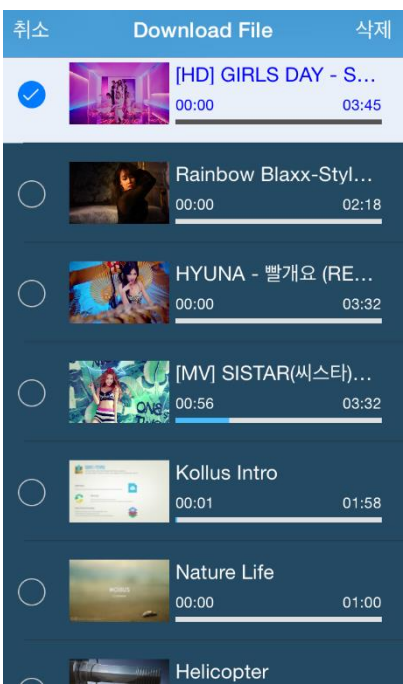 취소 Download File 삭제
[HD] GIRLS DAY - S...
00:00 03:45
Rainbow Blaxx-Styl...
00:00 02:18
HYUNA - 빨개요 (RE...
00:00 03:32
[MV] SISTAR(씨스타)...
00:56 03:32
Kollus Intro
00:01 01:58
Nature Life
00:00 01:00
Helicopter